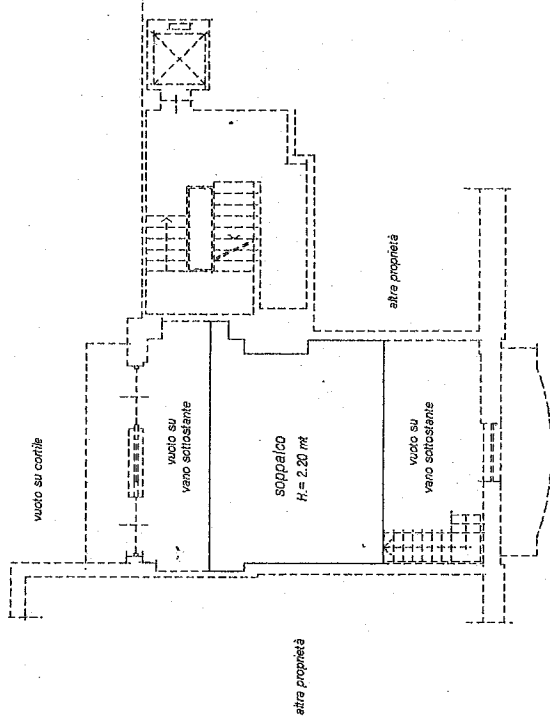 vuoto su cortile
vuoto su
vano sottostante
soppalco
H.= 2.20 mt
vuoto su
vano sottostante
altra proprietà
altra proprietà